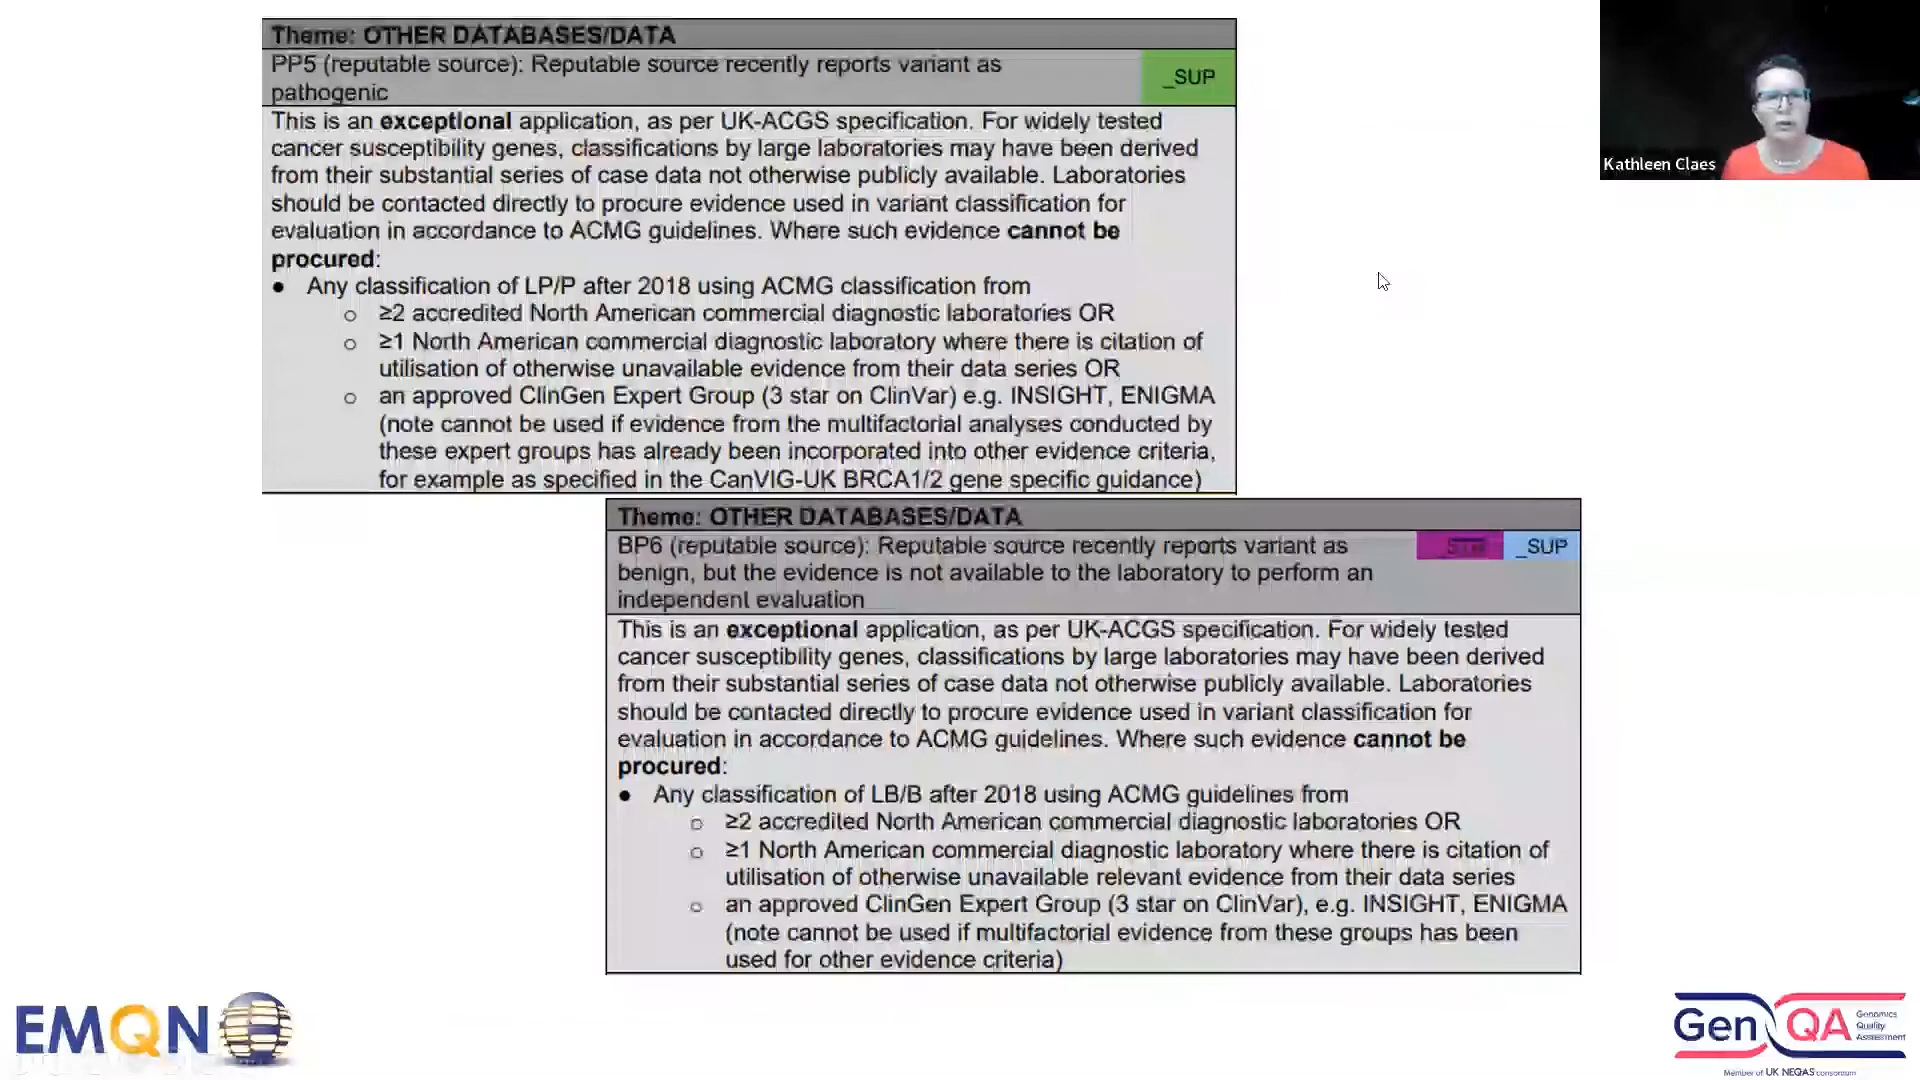 Theme: OTHER DATABASES/DATA
PP5 (reputable source): Reputable source recently reports variant as
pathogenic
_SUP
This is an exceptional application, as per UK-ACGS specification. For widely tested
cancer susceptibility genes, classifications by large laboratories may have been derived
from their substantial series of case data not otherwise publicly available. Laboratories
should be contacted directly to procure evidence used in variant classification for
evaluation in accordance to ACMG guidelines. Where such evidence cannot be
procured:
● Any classification of LP/P after 2018 using ACMG classification from
o ≥2 accredited North American commercial diagnostic laboratories OR
o ≥1 North American commercial diagnostic laboratory where there is citation of
utilisation of otherwise unavailable evidence from their data series OR
o an approved ClinGen Expert Group (3 star on ClinVar) e.g. INSIGHT, ENIGMA
(note cannot be used if evidence from the multifactorial analyses conducted by
these expert groups has already been incorporated into other evidence criteria,
for example as specified in the CanVIG-UK BRCA1/2 gene specific guidance)
Kathleen Claes
Theme: OTHER DATABASES/DATA
BP6 (reputable source): Reputable source recently reports variant as
benign, but the evidence is not available to the laboratory to perform an
independent evaluation
_SUP
This is an exceptional application, as per UK-ACGS specification. For widely tested
cancer susceptibility genes, classifications by large laboratories may have been derived
from their substantial series of case data not otherwise publicly available. Laboratories
should be contacted directly to procure evidence used in variant classification for
evaluation in accordance to ACMG guidelines. Where such evidence cannot be
procured:
● Any classification of LB/B after 2018 using ACMG guidelines from
o ≥2 accredited North American commercial diagnostic laboratories OR
o ≥1 North American commercial diagnostic laboratory where there is citation of
utilisation of otherwise unavailable relevant evidence from their data series
o an approved ClinGen Expert Group (3 star on ClinVar), e.g. INSIGHT, ENIGMA
(note cannot be used if multifactorial evidence from these groups has been
used for other evidence criteria)
EMQN
Gen QA
Genomics
Quality
Assessment
Member of UK NEQAS consortium